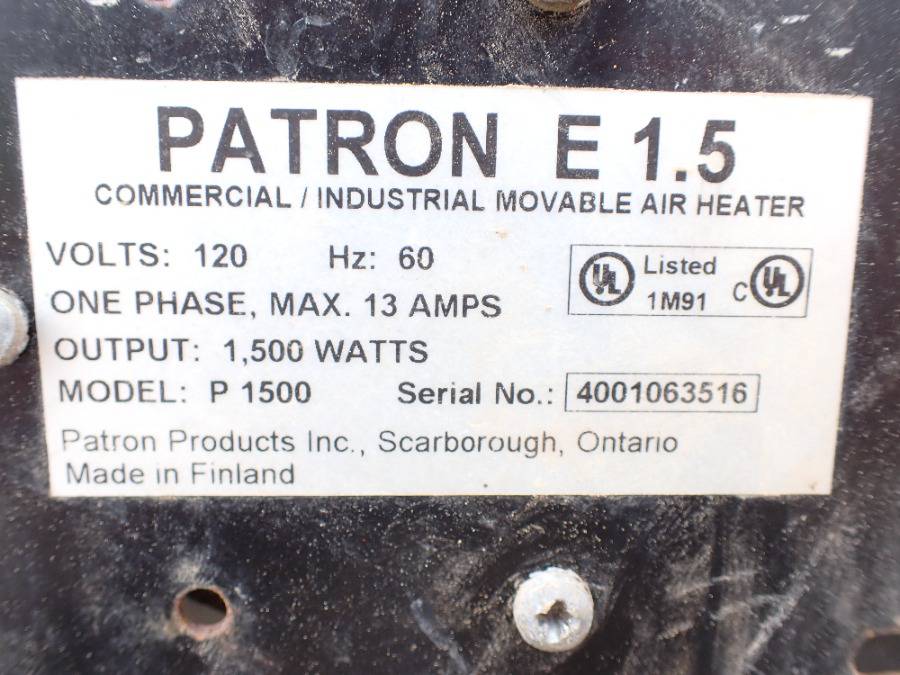 PATRON E 1.5
COMMERCIAL / INDUSTRIAL MOVABLE AIR HEATER
VOLTS: 120 Hz: 60
ONE PHASE, MAX. 13 AMPS
OUTPUT: 1,500 WATTS
MODEL: P 1500 Serial No.: 4001063516
UL Listed 1M91 C UL
Patron Products Inc., Scarborough, Ontario
Made in Finland